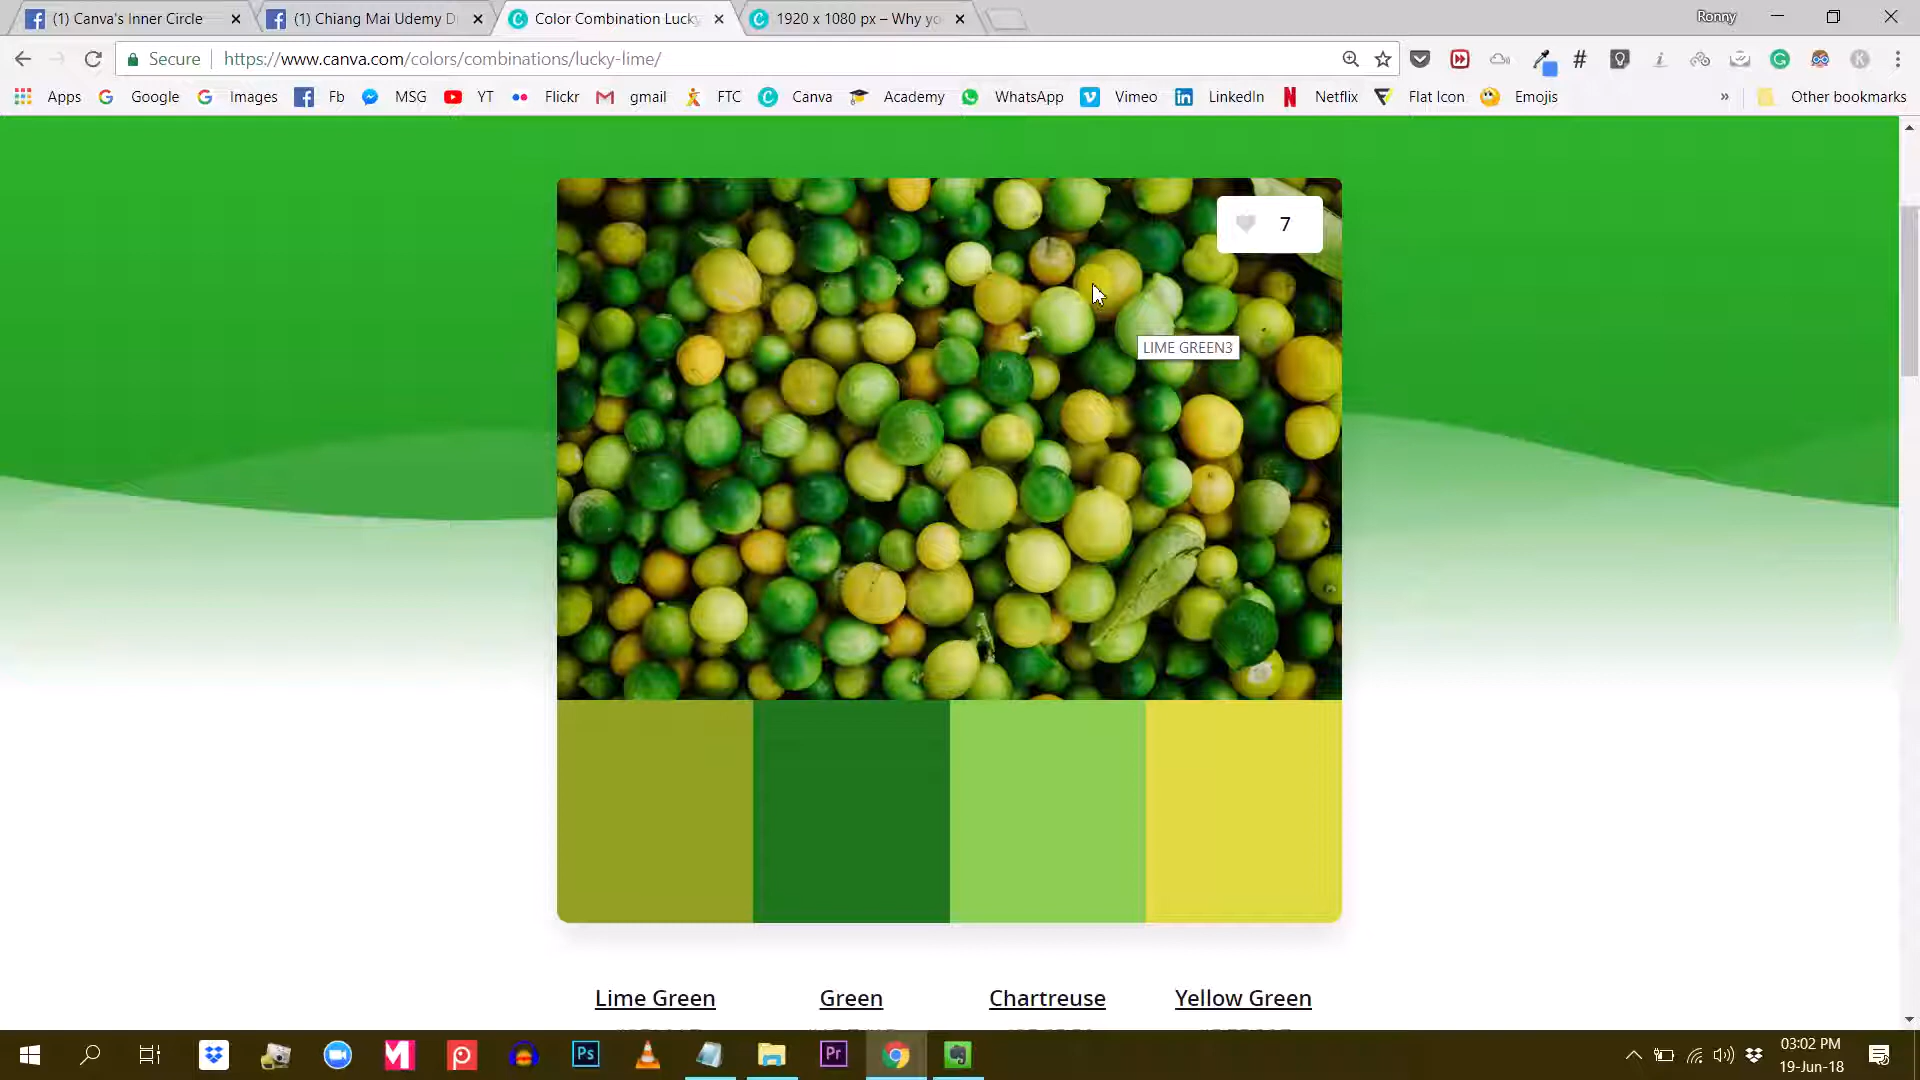 (1) Canva's Inner Circle
(1) Chiang Mai Udemy D
Color Combination Lucky
1920 x 1080 px – Why yo
Ronny
Secure
https://www.canva.com/colors/combinations/lucky-lime/
Apps
Google
Images
Fb
MSG
YT
Flickr
gmail
FTC
Canva
Academy
WhatsApp
Vimeo
LinkedIn
Netflix
Flat Icon
Emojis
»
Other bookmarks
7
LIME GREEN3
Lime Green
Green
Chartreuse
Yellow Green
Ps
Pr
03:02 PM
19-Jun-18